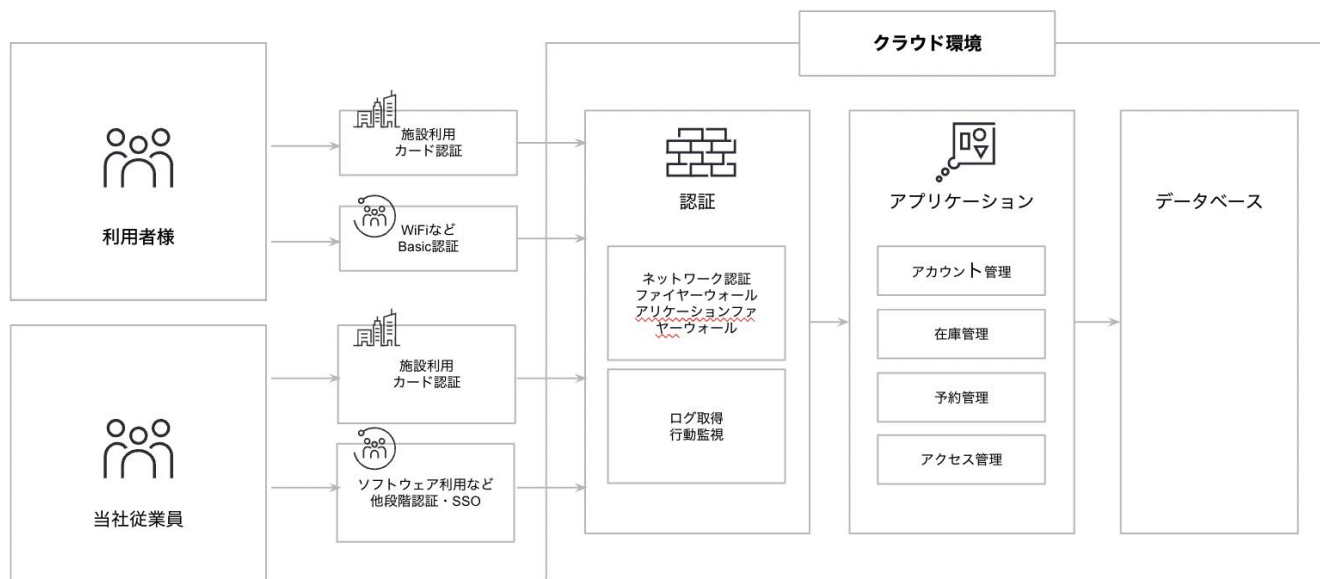 クラウド環境
利用者様
施設利用
カード認証
WiFiなど
Basic認証
当社従業員
施設利用
カード認証
ソフトウェア利用など
他段階認証・SSO
認証
ネットワーク認証
ファイヤーウォール
アリケーションファ
ヤーウォール
ログ取得
行動監視
アプリケーション
アカウント管理
在庫管理
予約管理
アクセス管理
データベース